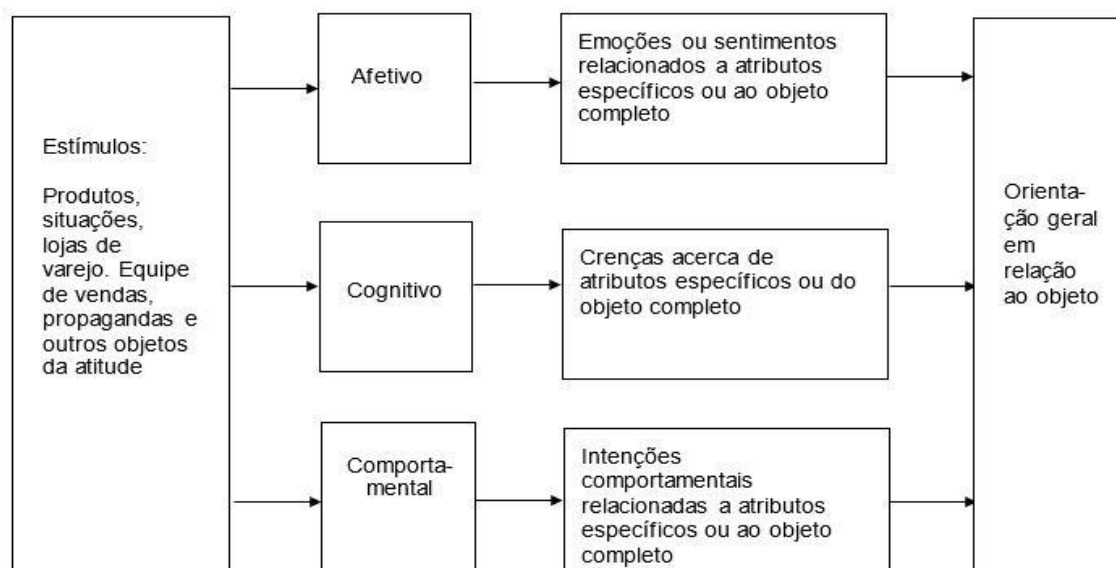 Estímulos:
Produtos,
situações,
lojas de
varejo. Equipe
de vendas,
propagandas e
outros objetos
da atitude
Afetivo
Emoções ou sentimentos
relacionados a atributos
específicos ou ao objeto
completo
Cognitivo
Crenças acerca de
atributos específicos ou do
objeto completo
Comporta-
mental
Intenções
comportamentais
relacionadas a atributos
específicos ou ao objeto
completo
Orienta-
ção geral
em
relação
ao objeto